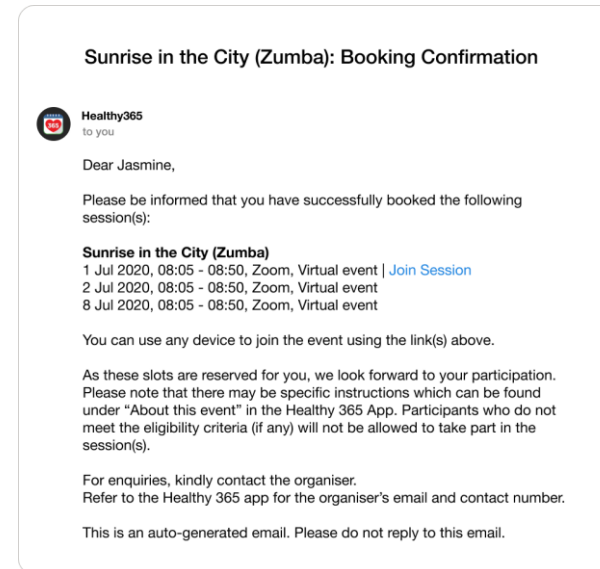 Sunrise in the City (Zumba): Booking Confirmation
365
Healthy365
to you
Dear Jasmine,
Please be informed that you have successfully booked the following
session(s):
Sunrise in the City (Zumba)
1 Jul 2020, 08:05 - 08:50, Zoom, Virtual event | Join Session
2 Jul 2020, 08:05 - 08:50, Zoom, Virtual event
8 Jul 2020, 08:05 - 08:50, Zoom, Virtual event
You can use any device to join the event using the link(s) above.
As these slots are reserved for you, we look forward to your participation.
Please note that there may be specific instructions which can be found
under “About this event” in the Healthy 365 App. Participants who do not
meet the eligibility criteria (if any) will not be allowed to take part in the
session(s).
For enquiries, kindly contact the organiser.
Refer to the Healthy 365 app for the organiser’s email and contact number.
This is an auto-generated email. Please do not reply to this email.